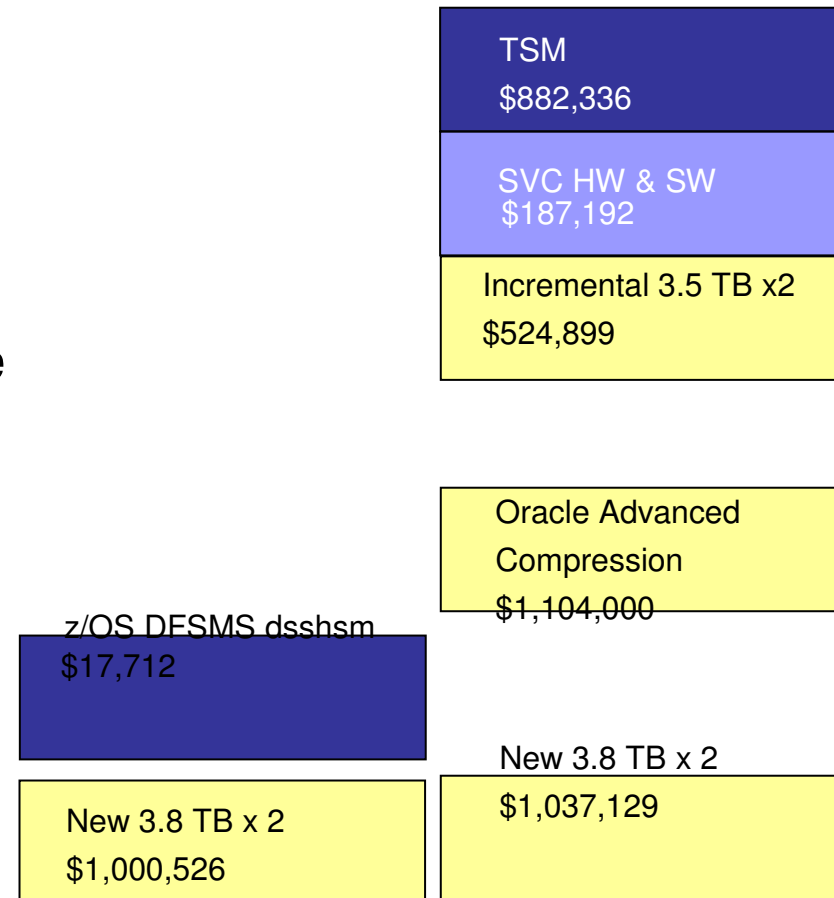 TSM
$882,336
SVC HW & SW
$187,192
Incremental 3.5 TB x2
$524,899
e
Oracle Advanced
Compression
$1,104,000
z/OS DFSMS dsshsm
$17,712
New 3.8 TB x 2
$1,037,129
New 3.8 TB x 2
$1,000,526